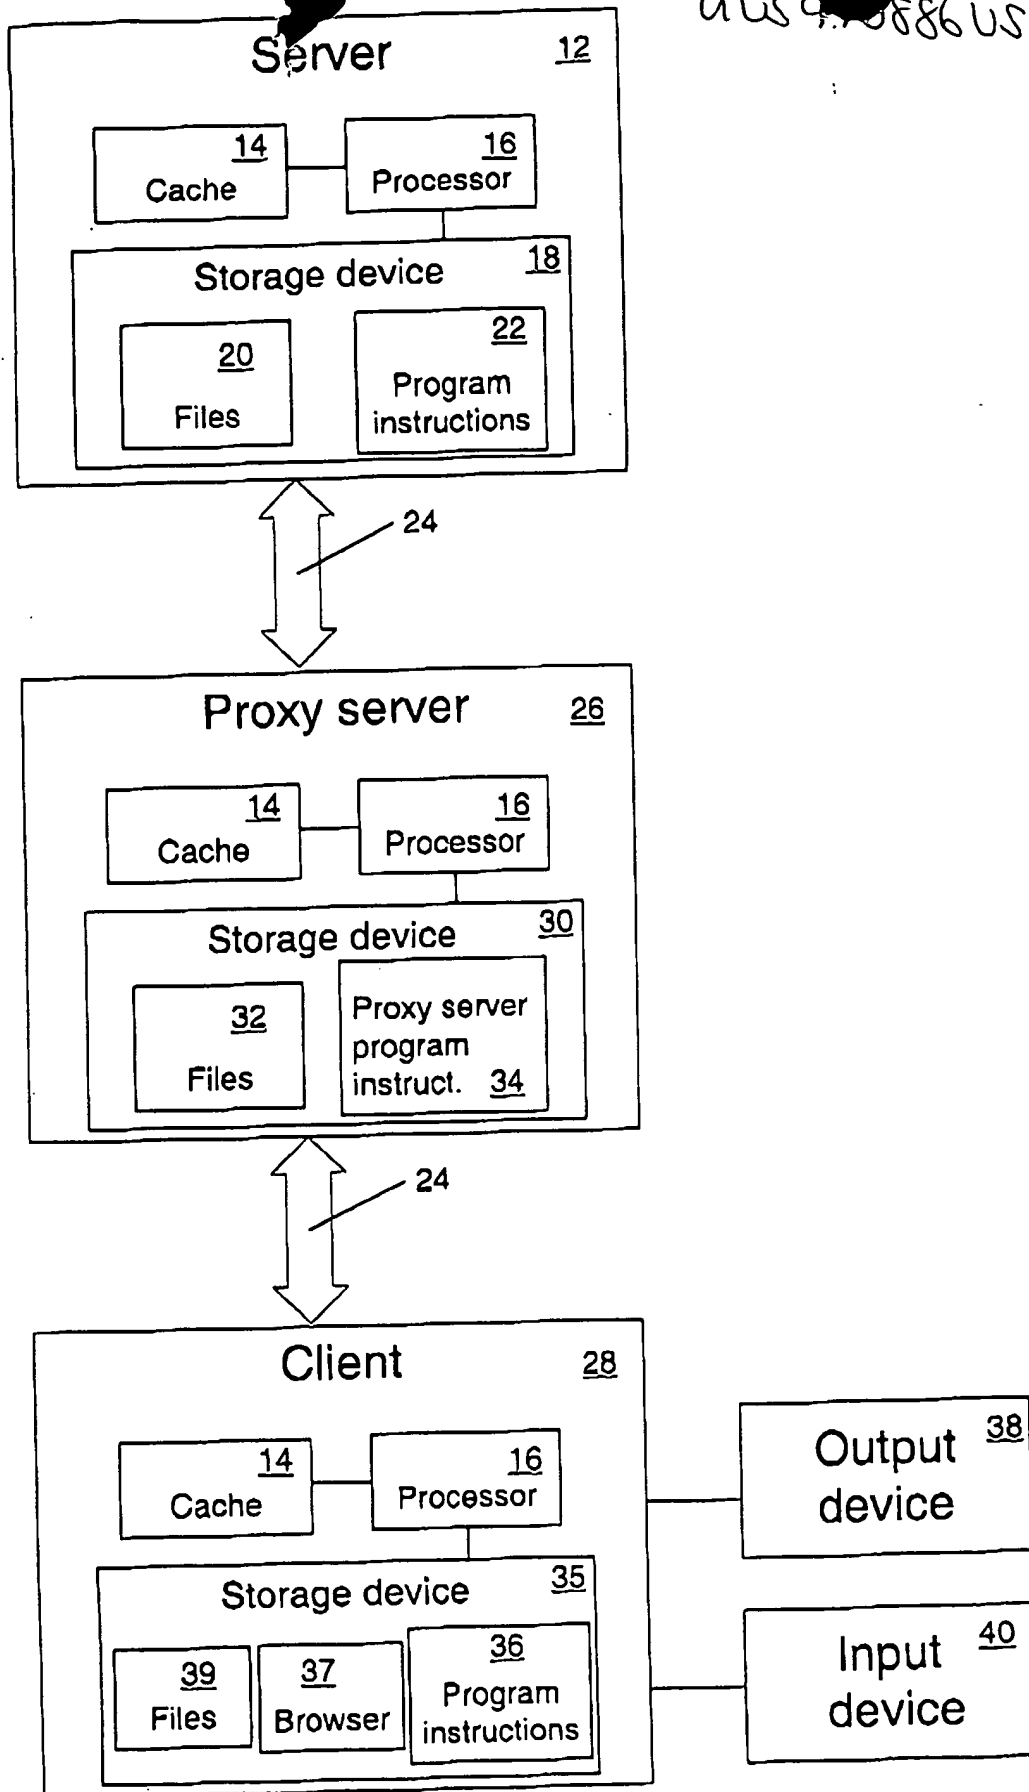 Server 12
14
Cache
16
Processor
Storage device 18
20
Files
22
Program
instructions
24
Proxy server 26
14
Cache
16
Processor
Storage device 30
32
Files
Proxy server
program
instruct. 34
24
Client 28
14
Cache
16
Processor
Storage device 35
39
Files
37
Browser
36
Program
instructions
Output 38
device
Input 40
device